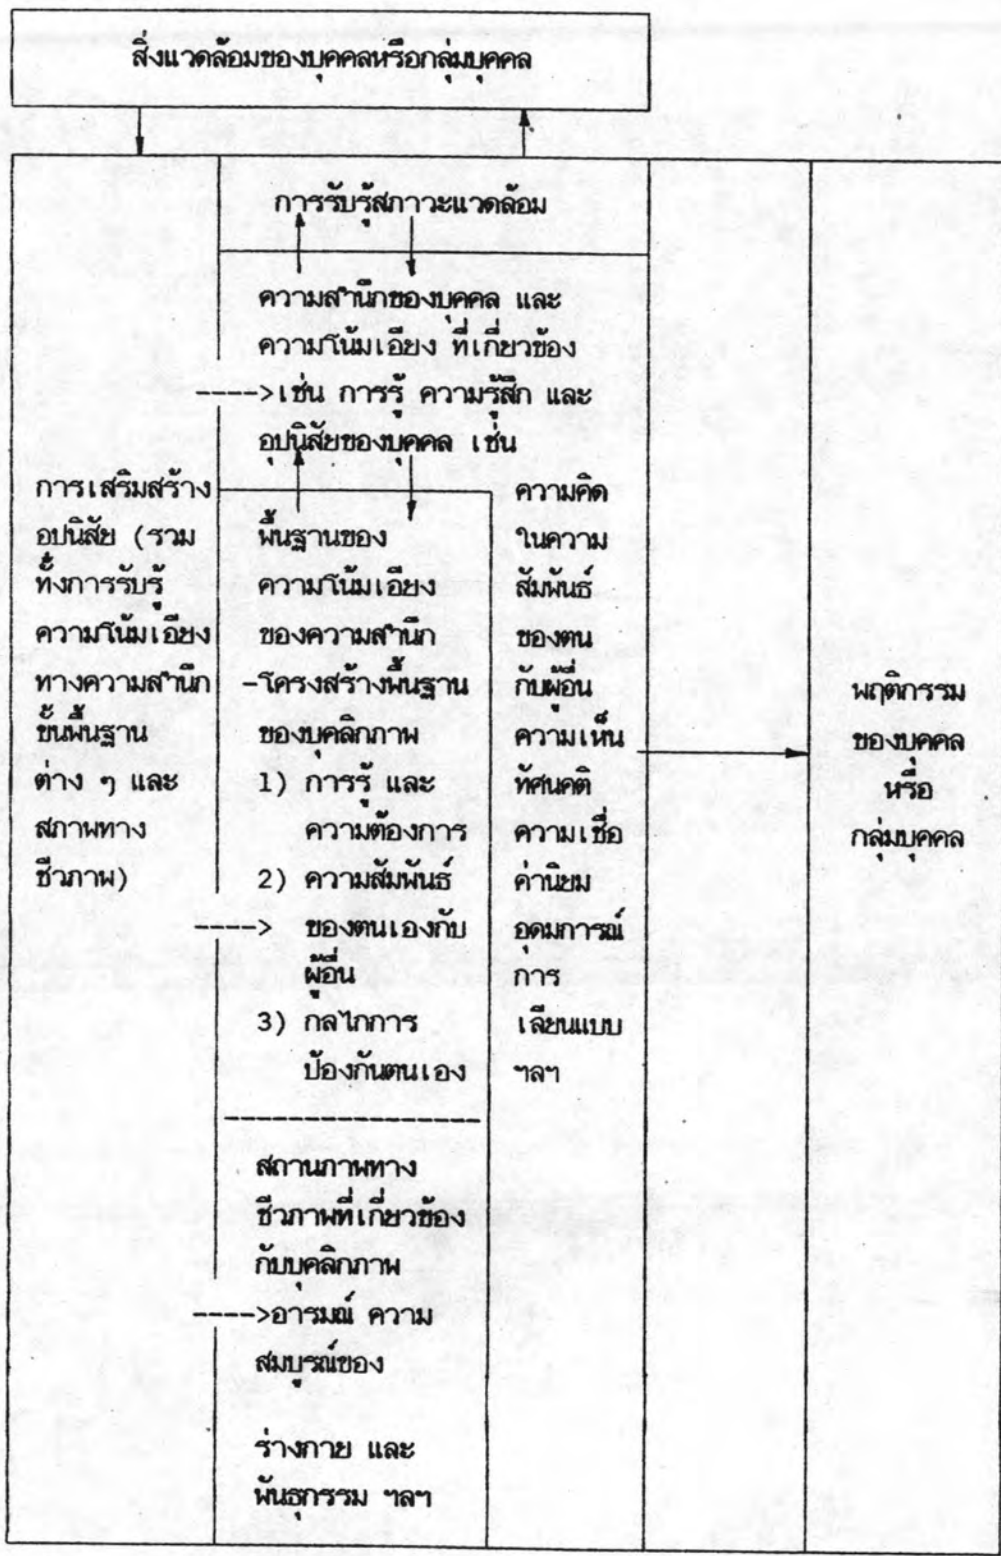 สิ่งแวดล้อมของบุคคลหรือกลุ่มบุคคล
การรับรู้สภาวะแวดล้อม
ความสำนึกของบุคคล และ
ความโน้มเอียง ที่เกี่ยวข้อง
---->เช่น การรู้ ความรู้สึก และ
อุปนิสัยของบุคคล เช่น
การเสริมสร้าง
อปนิสัย (รวม
ทั้งการรับรู้
ความโน้มเอียง
ทางความสำนึก
ขั้นพื้นฐาน
ต่าง ๆ และ
สภาพทาง
ชีวภาพ)
พื้นฐานของ
ความโน้มเอียง
ของความสำนึก
-โครงสร้างพื้นฐาน
ของบุคลิกภาพ
1) การรู้ และ
ความต้องการ
2) ความสัมพันธ์
----> ของตนเองกับ
ผู้อื่น
3) กลไกการ
ป้องกันตนเอง
สถานภาพทาง
ชีวภาพที่เกี่ยวข้อง
กับบุคลิกภาพ
---->อารมณ์ ความ
สมบูรณ์ของ
ร่างกาย และ
พันธุกรรม ฯลฯ
ความคิด
ในความ
สัมพันธ์
ของตน
กับผู้อื่น
ความเห็น
ทัศนคติ
ความเชื่อ
ค่านิยม
อุดมการณ์
การ
เลียนแบบ
ฯลฯ
พฤติกรรม
ของบุคคล
หรือ
กลุ่มบุคคล